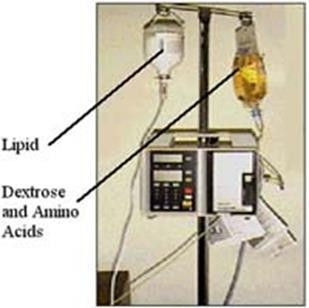 Lipid
Dextrose
and Amino
Acids